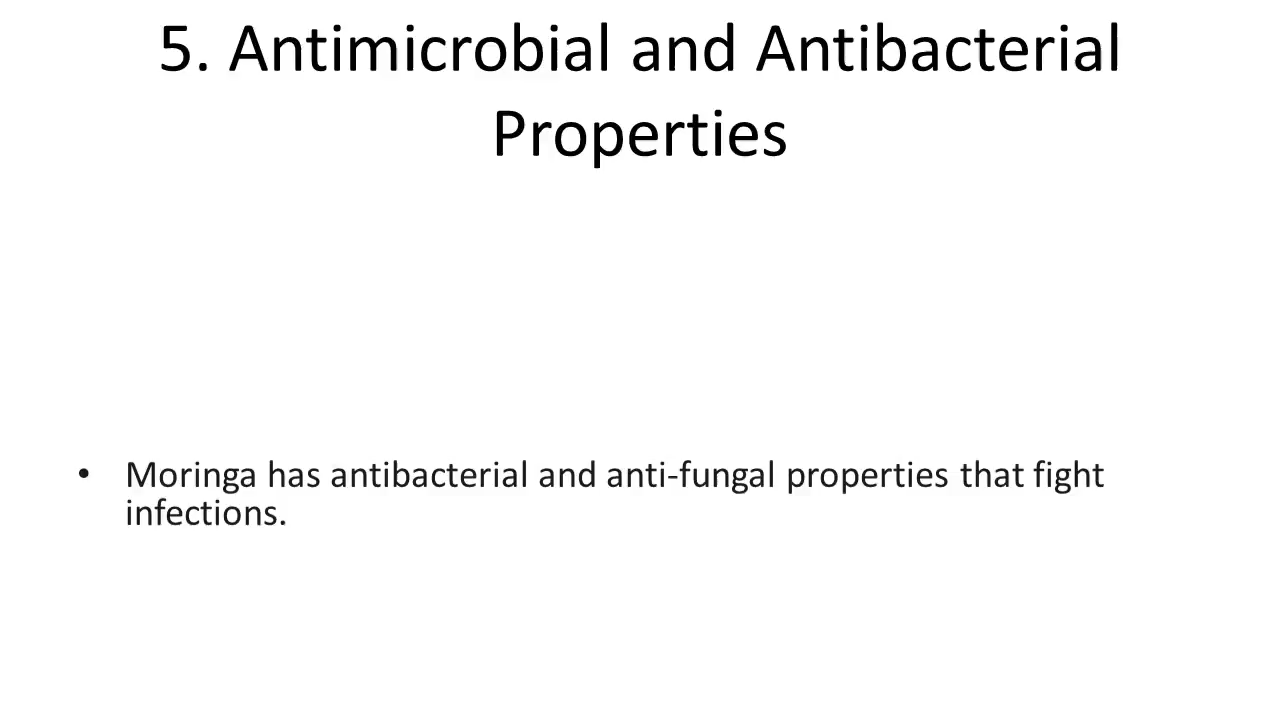 5. Antimicrobial and Antibacterial
Properties
• Moringa has antibacterial and anti-fungal properties that fight
infections.